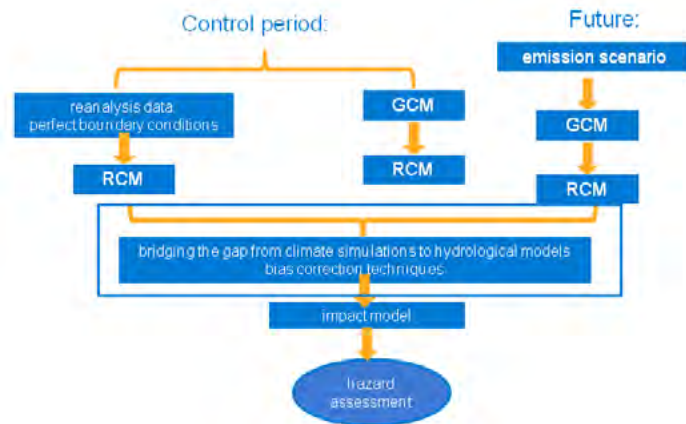 Control period:
Future:
emission scenario
reanalysis data
perfect boundary conditions
GCM
GCM
RCM
RCM
RCM
bridging the gap from climate simulations to hydrological models
bias correction techniques
impact model
hazard
assessment